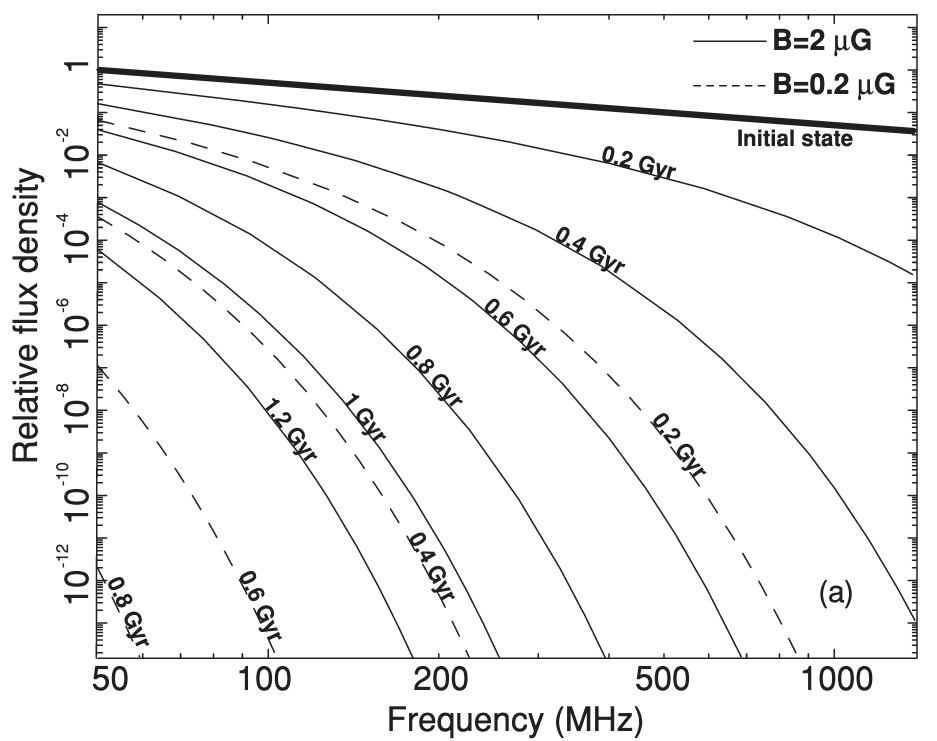 B=2 μG
B=0.2 μG
Initial state
0.2 Gyr
0.4 Gyr
0.6 Gyr
0.2 Gyr
0.8 Gyr
1 Gyr
1.2 Gyr
0.4 Gyr
0.6 Gyr
0.8 Gyr
(a)
1
10⁻²
10⁻⁴
10⁻⁶
10⁻⁸
10⁻¹⁰
10⁻¹²
Relative flux density
50 100 200 500 1000
Frequency (MHz)